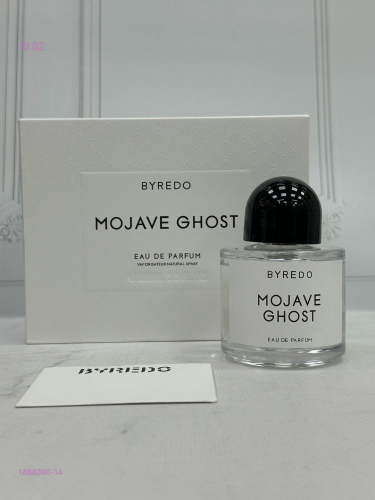 BYREDO
MOJAVE GHOST
EAU DE PARFUM
VAPORISATEUR NATURAL SPRAY
BYREDO
MOJAVE
GHOST
EAU DE PARFUM
BYREDO